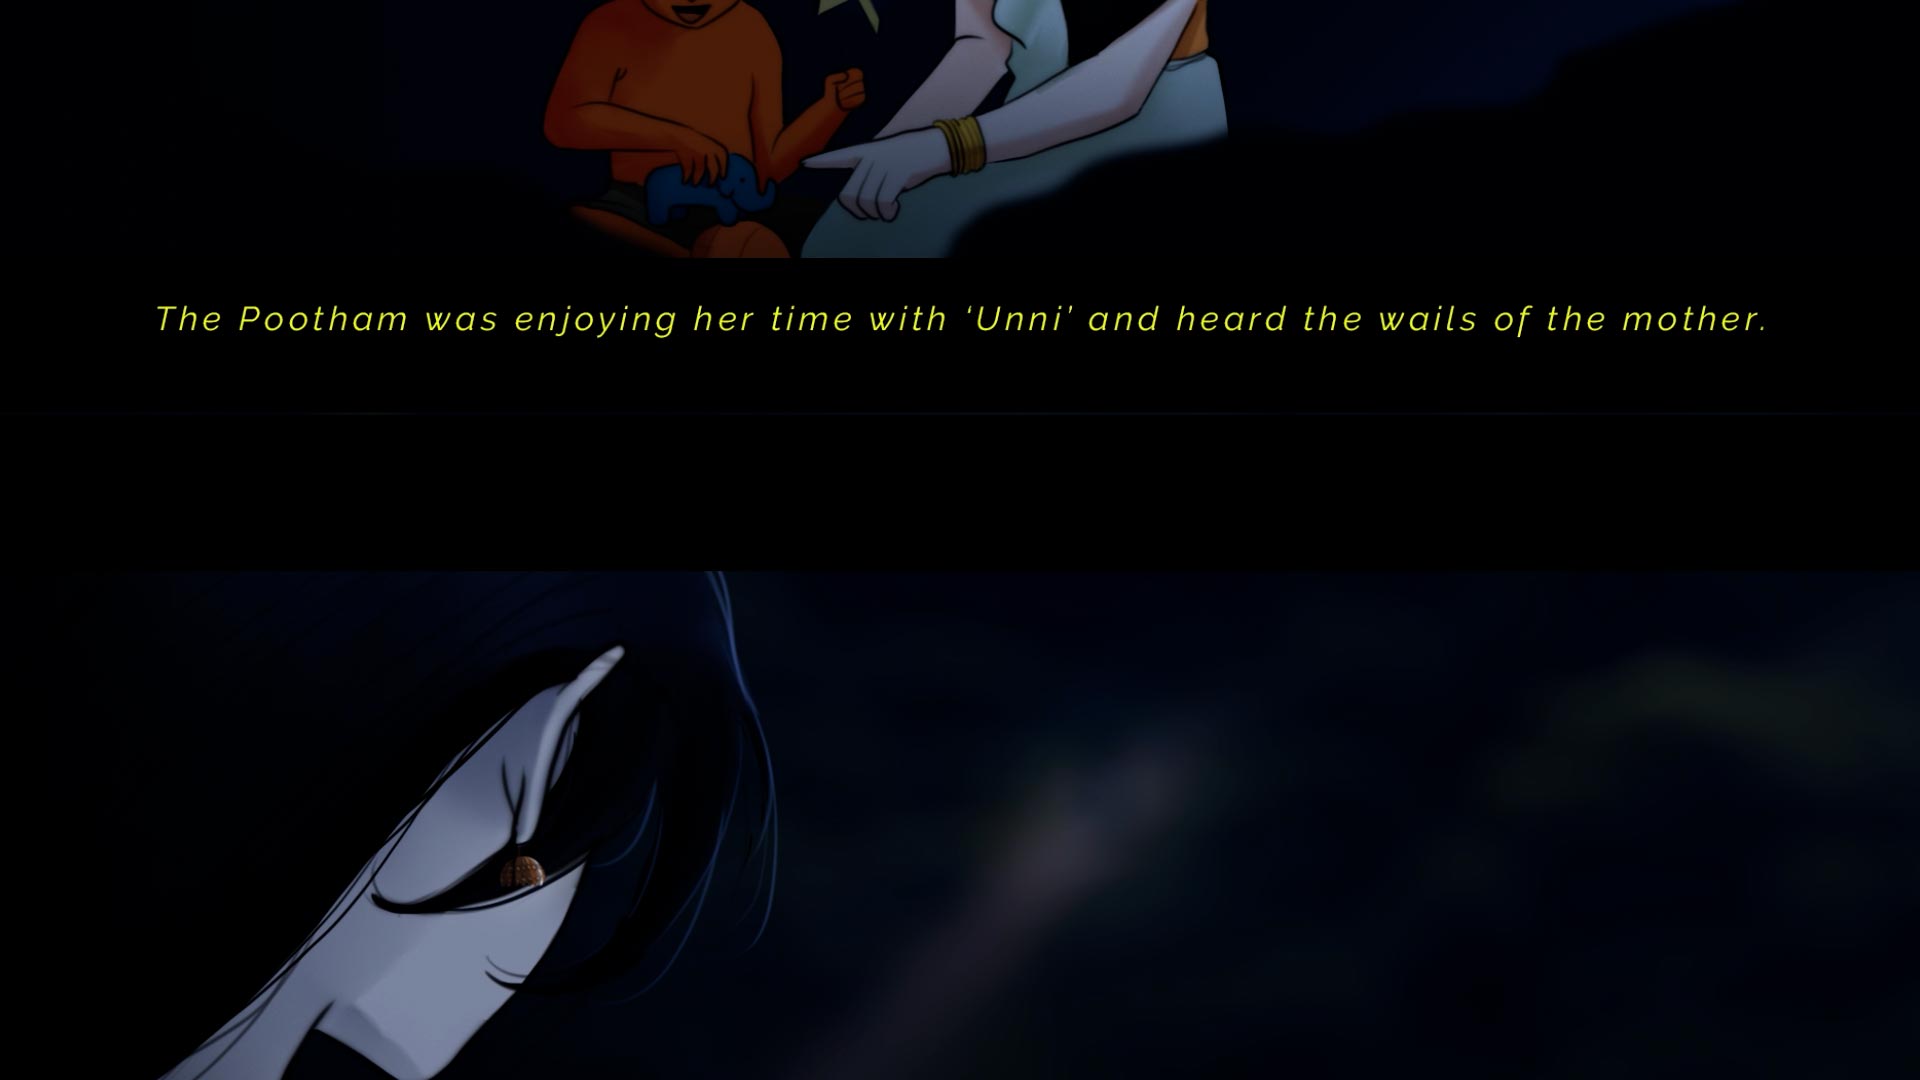 The Pootham was enjoying her time with ‘Unni’ and heard the wails of the mother.